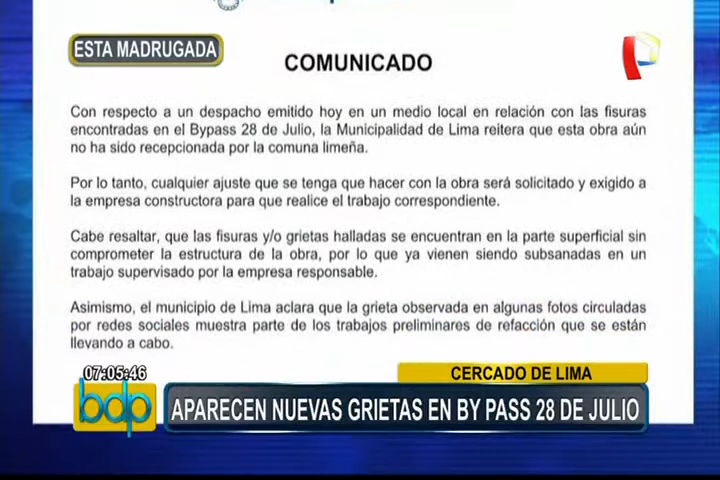 ESTA MADRUGADA
COMUNICADO
Con respecto a un despacho emitido hoy en un medio local en relación con las fisuras
encontradas en el Bypass 28 de Julio, la Municipalidad de Lima reitera que esta obra aún
no ha sido recepcionada por la comuna limeña.
Por lo tanto, cualquier ajuste que se tenga que hacer con la obra será solicitado y exigido a
la empresa constructora para que realice el trabajo correspondiente.
Cabe resaltar, que las fisuras y/o grietas halladas se encuentran en la parte superficial sin
comprometer la estructura de la obra, por lo que ya vienen siendo subsanadas en un
trabajo supervisado por la empresa responsable.
Asimismo, el municipio de Lima aclara que la grieta observada en algunas fotos circuladas
por redes sociales muestra parte de los trabajos preliminares de refacción que se están
llevando a cabo.
07:05:46
CERCADO DE LIMA
bdp
APARECEN NUEVAS GRIETAS EN BY PASS 28 DE JULIO